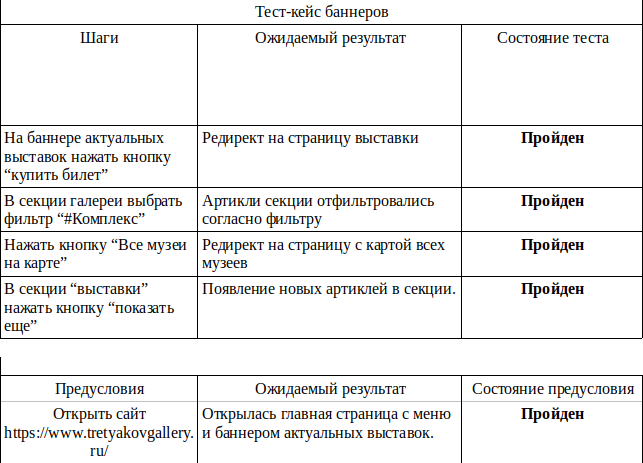 Тест-кейс баннеров
Шаги Ожидаемый результат Состояние теста
На баннере актуальных Редирект на страницу выставки Пройден
выставок нажать кнопку
“купить билет”
В секции галереи выбрать Артикли секции отфильтровались Пройден
фильтр “#Комплекс” согласно фильтру
Нажать кнопку “Все музеи Редирект на страницу с картой всех Пройден
на карте” музеев
В секции “выставки” Появление новых артиклей в секции. Пройден
нажать кнопку “показать
еще”
Предусловия Ожидаемый результат Состояние предусловия
Открыть сайт Открылась главная страница с меню Пройден
https://www.tretyakovgallery. и баннером актуальных выставок.
ru/